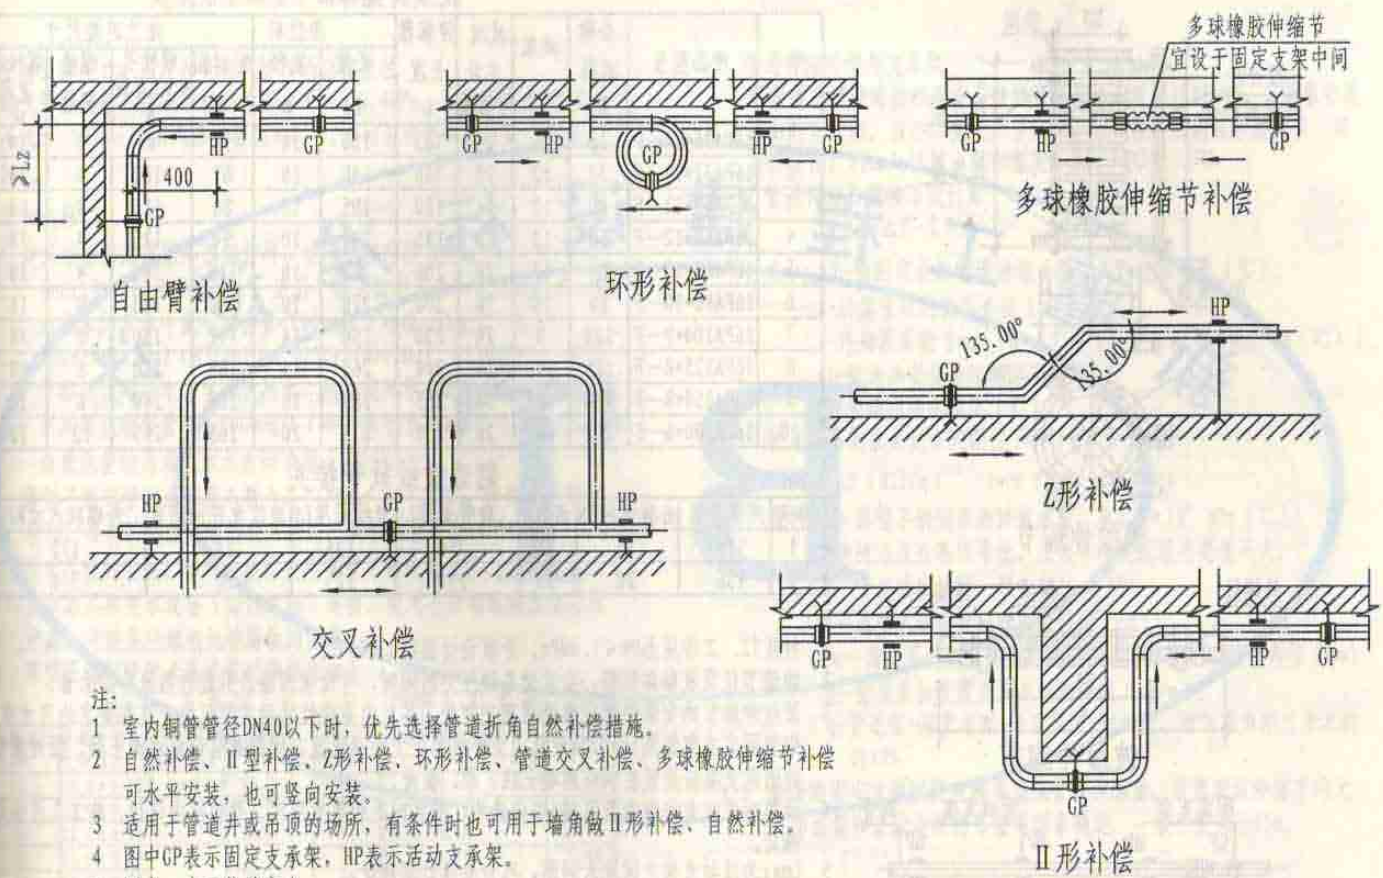 多球橡胶伸缩节
宜设于固定支架中间
GP
HP
GP
HP
GP
HP
GP
GP
HP
GP
HP
GP
≥Lz
400
自由臂补偿
环形补偿
多球橡胶伸缩节补偿
HP
GP
HP
交叉补偿
HP
GP
135.00°
135.00°
Z形补偿
GP
HP
HP
GP
GP
II形补偿
注:
1 室内铜管管径DN40以下时，优先选择管道折角自然补偿措施。
2 自然补偿、II型补偿、Z形补偿、环形补偿、管道交叉补偿、多球橡胶伸缩节补偿
可水平安装，也可竖向安装。
3 适用于管道井或吊顶的场所，有条件时也可用于墙角做II形补偿、自然补偿。
4 图中GP表示固定支承架，HP表示活动支承架。